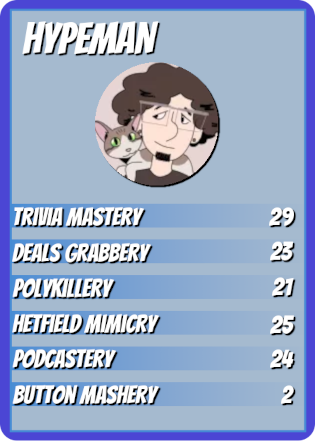 HYPEMAN
TRIVIA MASTERY 29
DEALS GRABBERY 23
POLYKILLERY 21
HETFIELD MIMICRY 25
PODCASTERY 24
BUTTON MASHERY 2